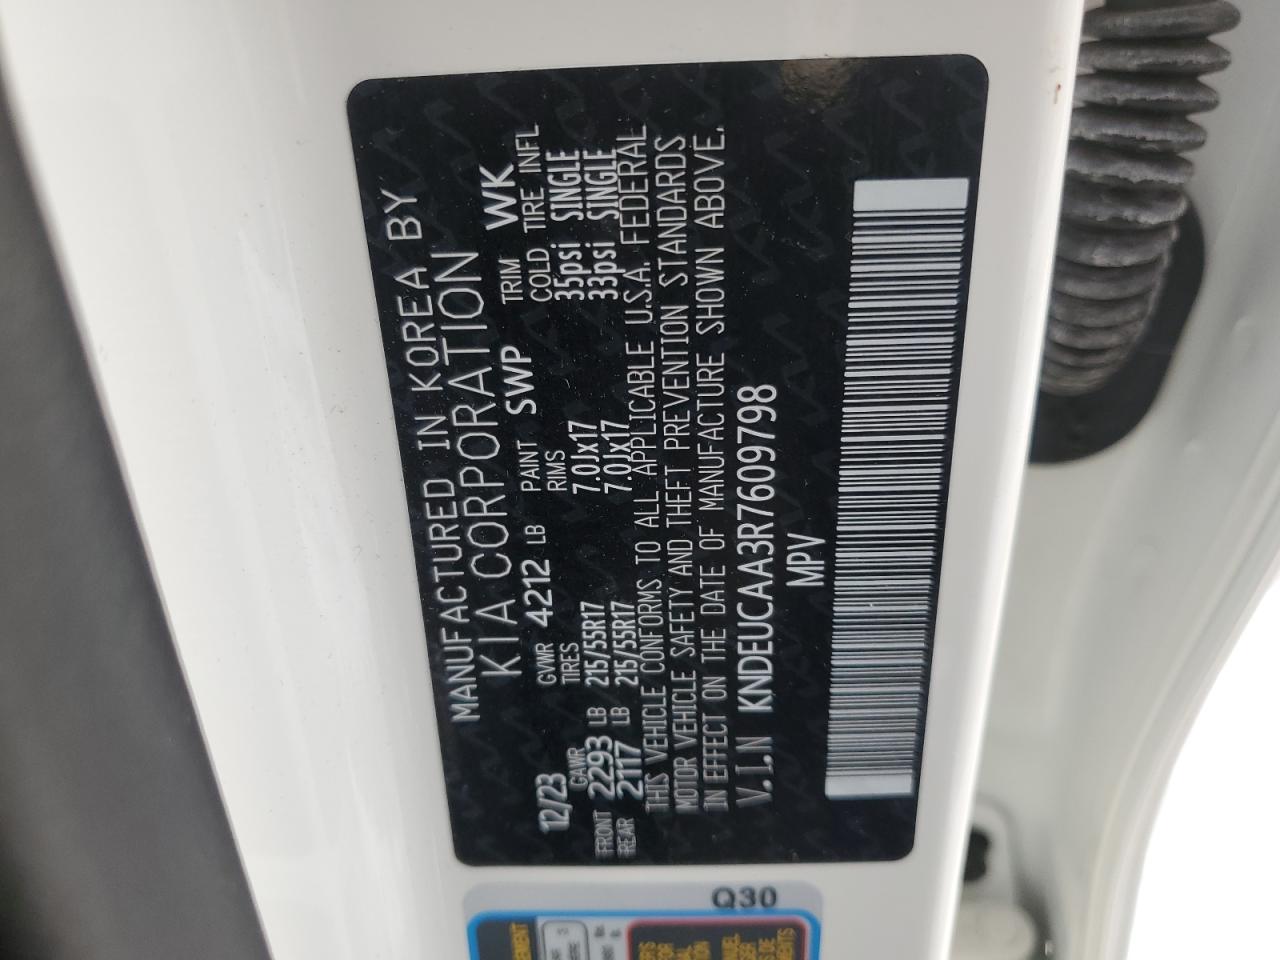 MANUFACTURED IN KOREA BY
KIA CORPORATION
12/23 GVWR 4212 LB PAINT SWP TRIM WK
GAWR TIRES RIMS COLD TIRE INFL
FRONT 2293 LB 215/55R17 7.0Jx17 35psi SINGLE
REAR 2117 LB 215/55R17 7.0Jx17 33psi SINGLE
THIS VEHICLE CONFORMS TO ALL APPLICABLE U.S.A. FEDERAL
MOTOR VEHICLE SAFETY AND THEFT PREVENTION STANDARDS
IN EFFECT ON THE DATE OF MANUFACTURE SHOWN ABOVE.
V.I.N KNDEUCAA3R7609798
MPV
Q30